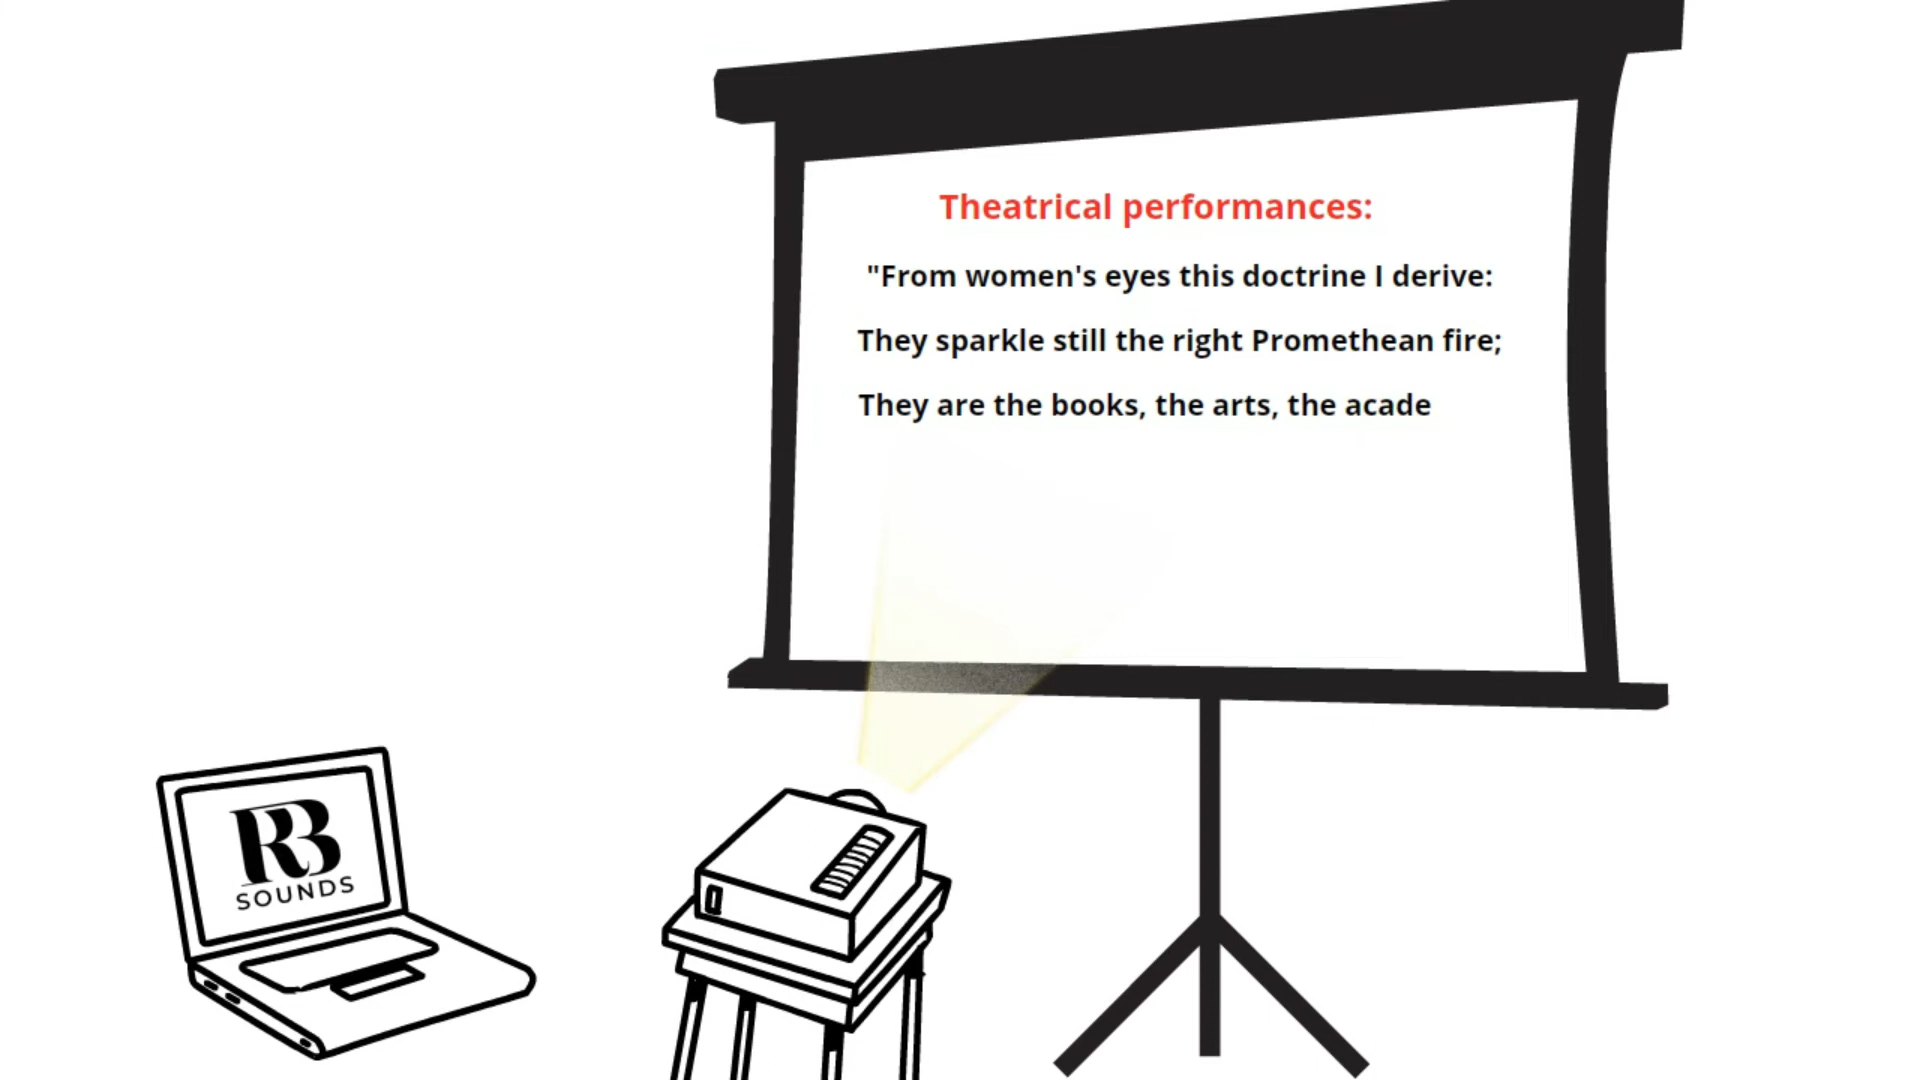 Theatrical performances:
"From women's eyes this doctrine I derive:
They sparkle still the right Promethean fire;
They are the books, the arts, the acade
RB
SOUNDS